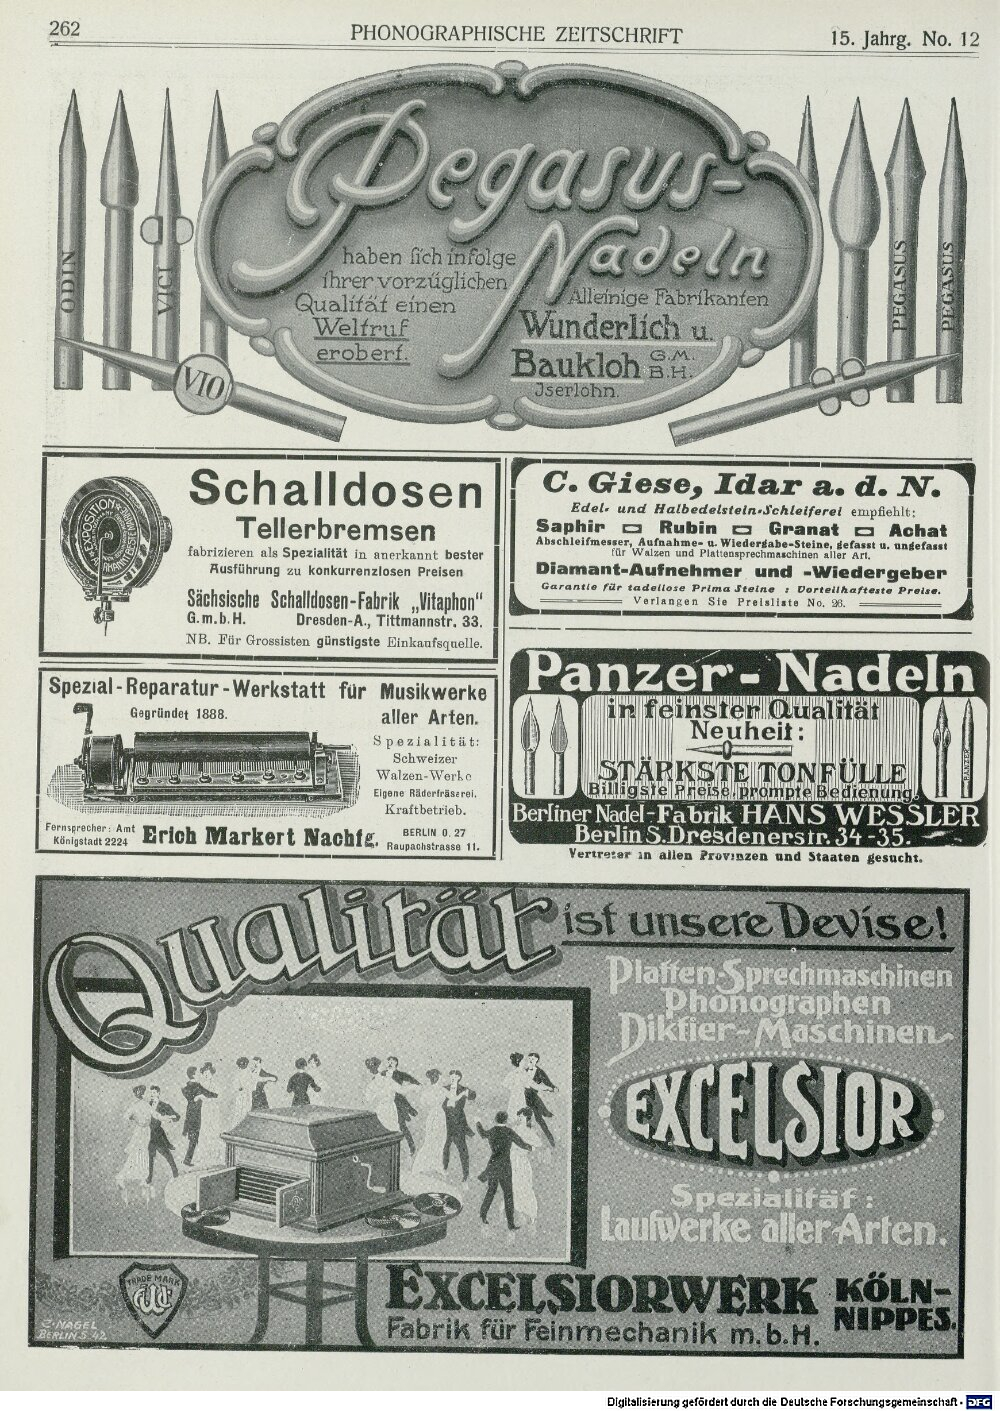 262
PHONOGRAPHISCHE ZEITSCHRIFT
15. Jahrg. No. 12
ODIN
VICI
VIO
PEGASUS
PEGASUS
Pegasus-
Nadeln
haben sich infolge
ihrer vorzüglichen
Qualität einen
Weltruf
erobert.
Alleinige Fabrikanten
Wunderlich u.
Baukloh G.M.
B.H.
Iserlohn.
Schalldosen
Tellerbremsen
fabrizieren als Spezialität in anerkannt bester
Ausführung zu konkurrenzlosen Preisen
Sächsische Schalldosen-Fabrik „Vitaphon"
G.m.b.H. Dresden-A., Tittmannstr. 33.
NB. Für Grossisten günstigste Einkaufsquelle.
C. Giese, Idar a. d. N.
Edel- und Halbedelstein-Schleiferei empfiehlt:
Saphir Rubin Granat Achat
Abschleifmesser, Aufnahme- u. Wiedergabe-Steine, gefasst u. ungefasst
für Walzen und Plattensprechmaschinen aller Art.
Diamant-Aufnehmer und -Wiedergeber
Garantie für tadellose Prima Steine : Vorteilhafteste Preise.
Verlangen Sie Preisliste No. 26.
Spezial-Reparatur-Werkstatt für Musikwerke
aller Arten.
Gegründet 1888.
Spezialität:
Schweizer
Walzen-Werke
Eigene Räderfräserei.
Kraftbetrieb.
Fernsprecher: Amt
Königstadt 2224
Erich Markert Nachfg.
BERLIN O. 27
Raupachstrasse 11.
Panzer-Nadeln
in feinster Qualität
Neuheit:
STÄRKSTE TONFÜLLE
Billigste Preise, prompte Bedienung.
PANZER
Berliner Nadel-Fabrik HANS WESSLER
Berlin S. Dresdenerstr. 34-35.
Vertreter in allen Provinzen und Staaten gesucht.
Qualität ist unsere Devise!
Platten-Sprechmaschinen
Phonographen
Diktier-Maschinen
EXCELSIOR
Spezialität:
Laufwerke aller Arten.
TRADE MARK
C. NAGEL
BERLIN S. 42
EXCELSIORWERK KÖLN-
NIPPES.
Fabrik für Feinmechanik m.b.H.
Digitalisierung gefördert durch die Deutsche Forschungsgemeinschaft - DFG